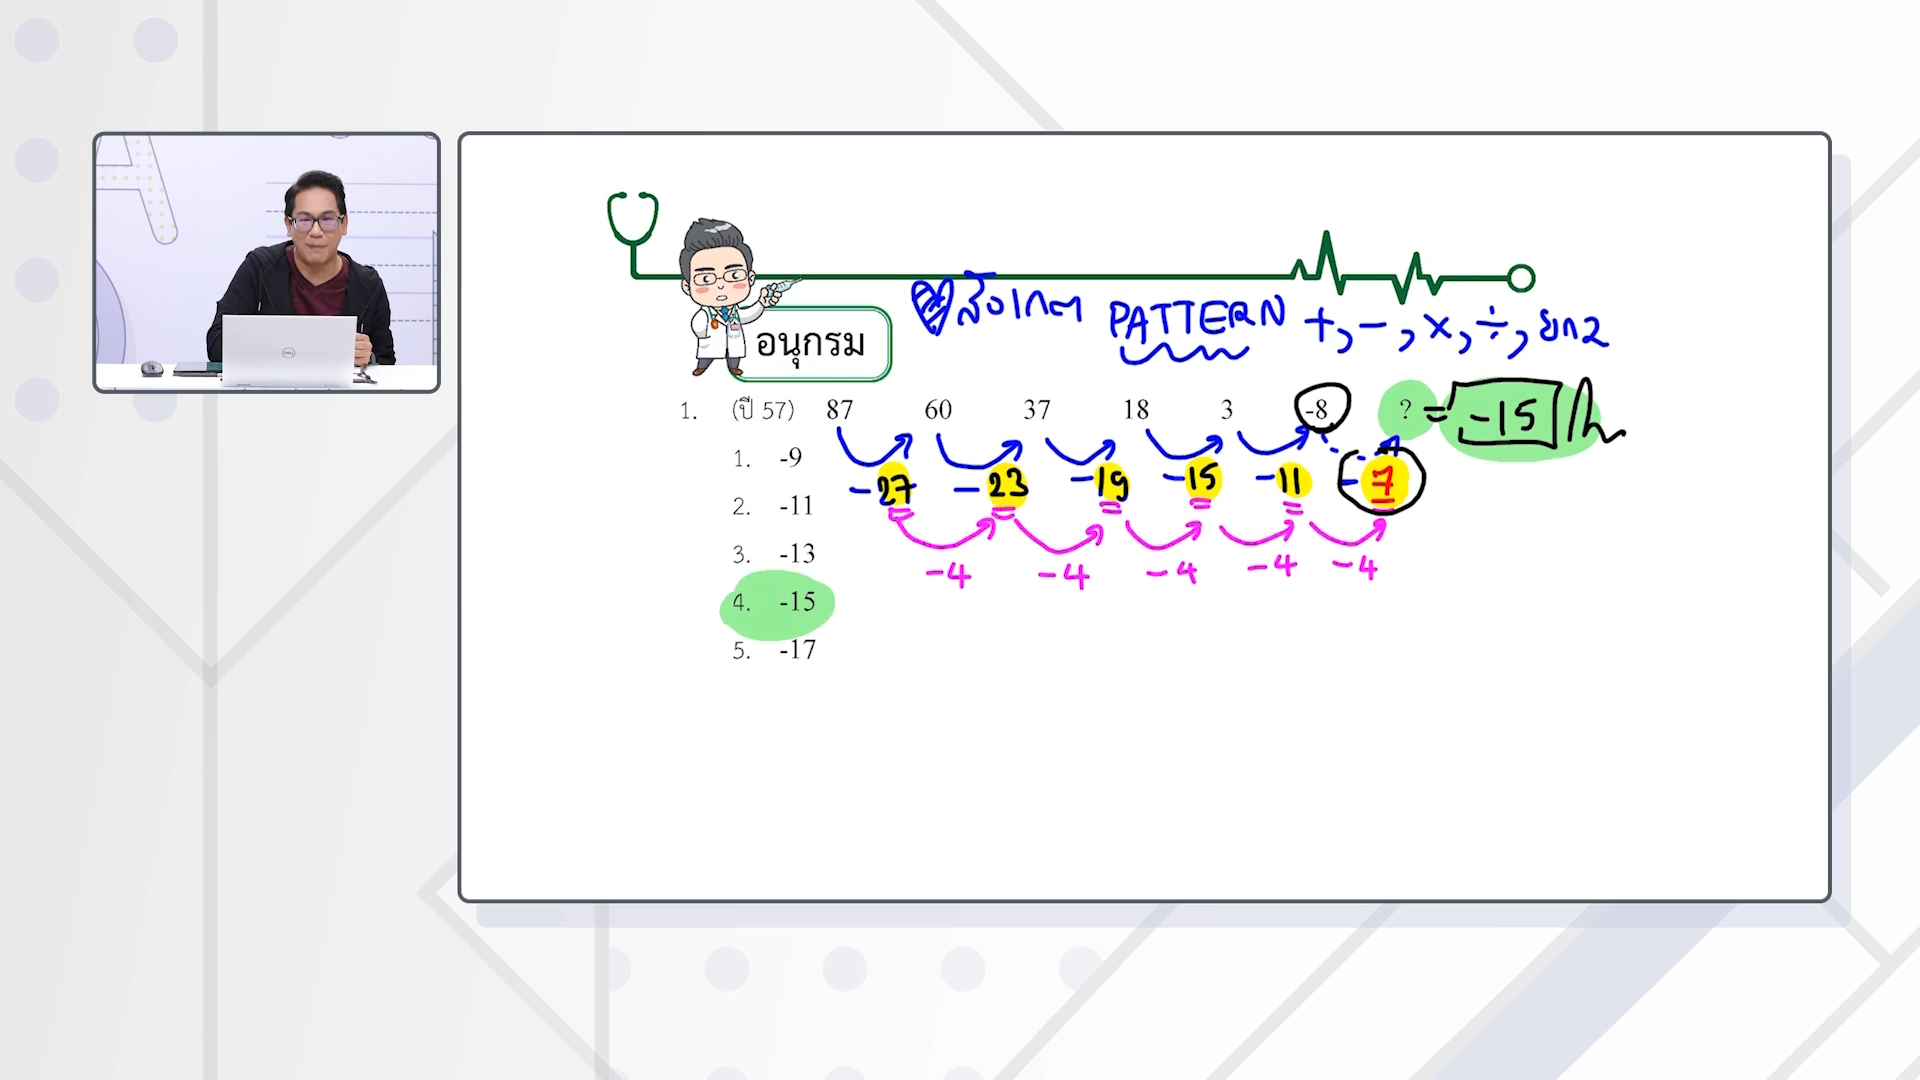 สังเกต PATTERN +, -, ×, ÷, ยก2
อนุกรม
1. (ปี 57) 87 60 37 18 3 -8 ? = -15
1. -9
-27 -23 -19 -15 -11 -7
2. -11
3. -13
-4 -4 -4 -4 -4
4. -15
5. -17
DELL